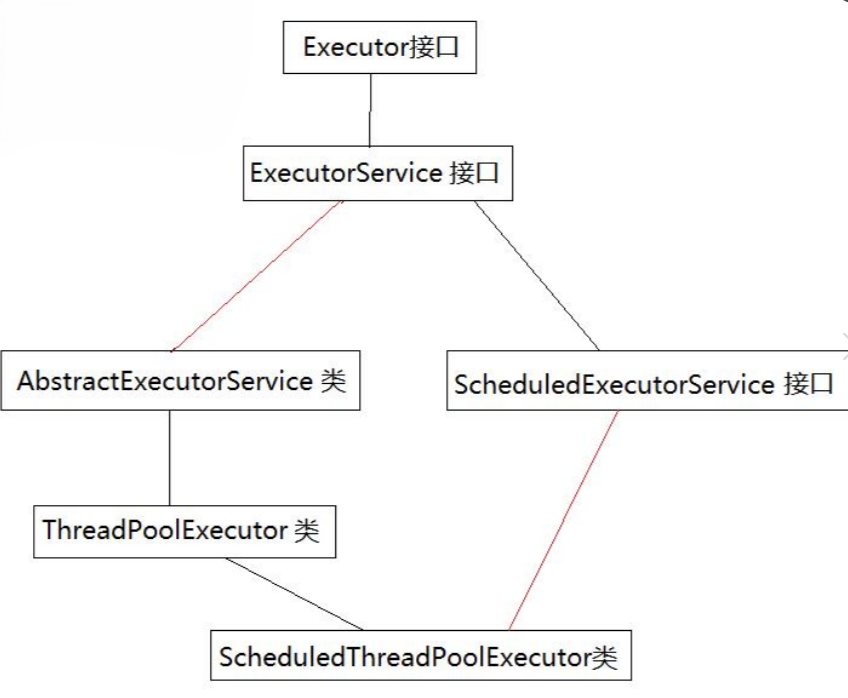 Executor接口
ExecutorService 接口
AbstractExecutorService 类
ScheduledExecutorService 接口
ThreadPoolExecutor 类
ScheduledThreadPoolExecutor类